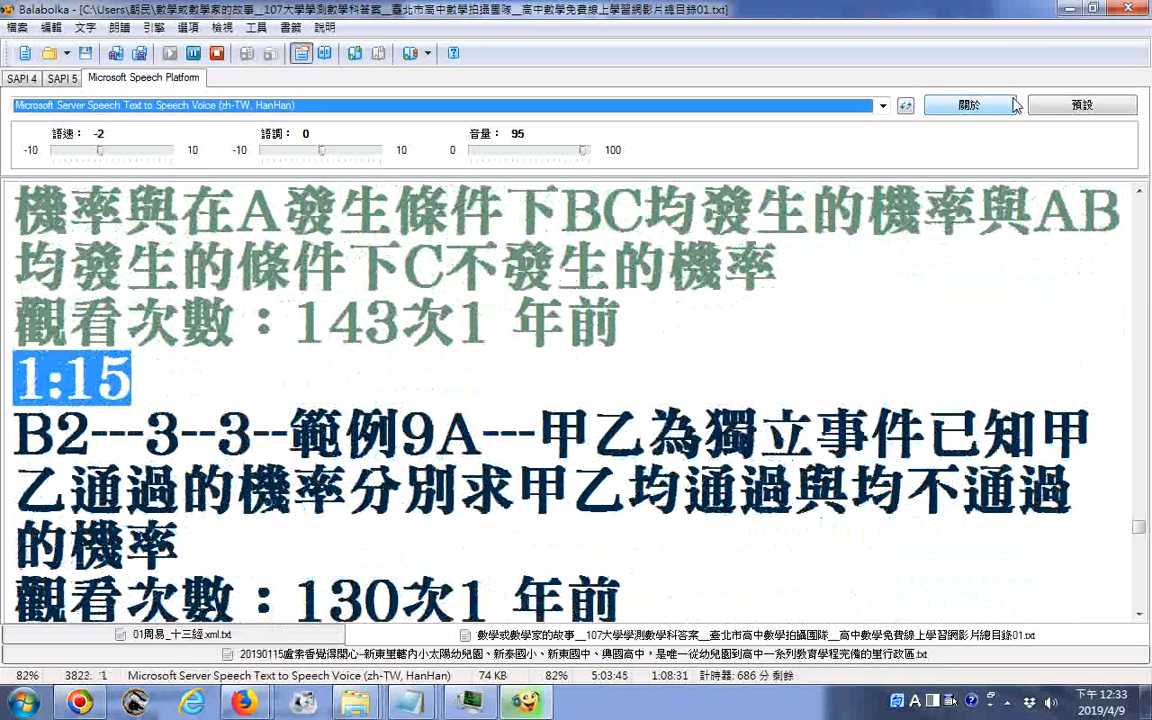 Balabolka - [C:\Users\朝民\數學或數學家的故事__107大學學測數學科答案__臺北市高中數學拍攝團隊__高中數學免費線上學習網影片總目錄01.txt]
檔案 編輯 文字 朗讀 引擎 選項 檢視 工具 書籤 說明
SAPI 4 SAPI 5 Microsoft Speech Platform
Microsoft Server Speech Text to Speech Voice (zh-TW, HanHan) 關於 預設
語速： -2 語調： 0 音量： 95
-10 10 -10 10 0 100
機率與在A發生條件下BC均發生的機率與AB
均發生的條件下C不發生的機率
觀看次數：143次1 年前
1:15
B2---3--3--範例9A---甲乙為獨立事件已知甲
乙通過的機率分別求甲乙均通過與均不通過
的機率
觀看次數：130次1 年前
01周易_十三經.xml.txt 數學或數學家的故事__107大學學測數學科答案__臺北市高中數學拍攝團隊__高中數學免費線上學習網影片總目錄01.txt
20190115盧素香覺得開心-新東里轄內小太陽幼兒園、新泰國小、新泰國中、興國高中，是唯一從幼兒園到高中一系列教育學程完備的里行政區.txt
82% 3822: 1 Microsoft Server Speech Text to Speech Voice (zh-TW, HanHan) 74 KB 82% 5:03:45 1:08:31 計時器: 686 分 剩餘
下午 12:33
2019/4/9